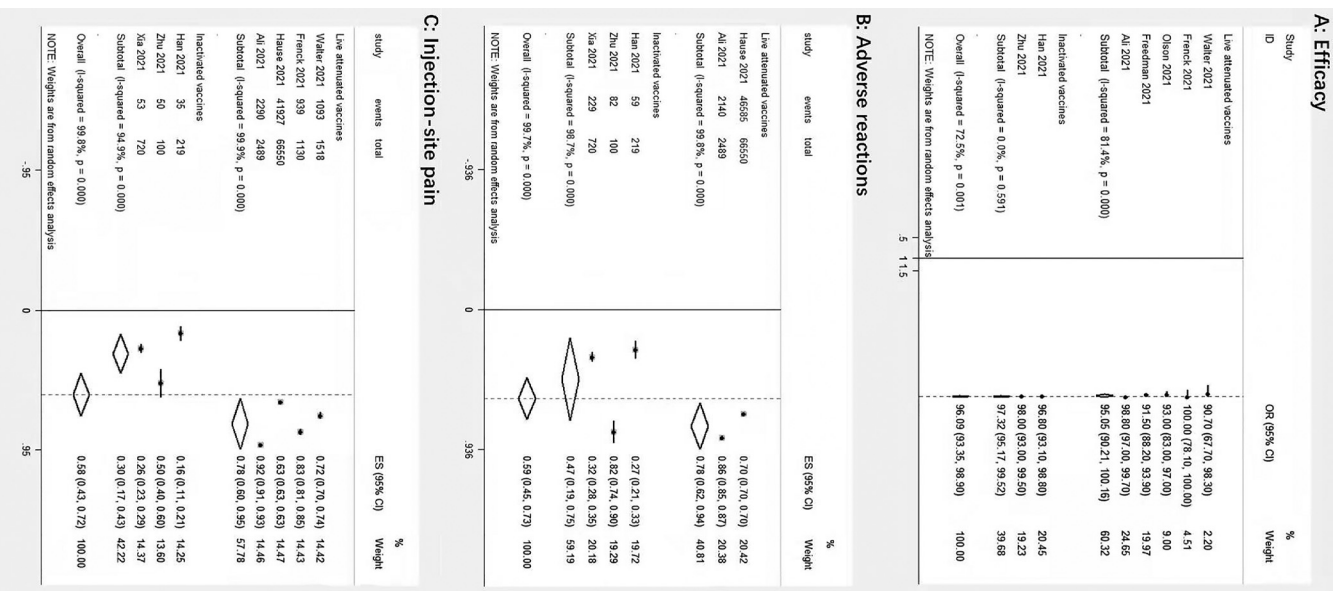 A: Efficacy
Study
ID
OR (95% CI)
%
Weight
Live attenuated vaccines
Walter 2021 90.70 (67.70, 98.30) 2.20
Frenck 2021 100.00 (78.10, 100.00) 4.51
Olson 2021 93.00 (83.00, 97.00) 9.00
Freedman 2021 91.50 (88.20, 93.90) 19.97
Ali 2021 98.80 (97.00, 99.70) 24.65
Subtotal (I-squared = 81.4%, p = 0.000) 95.05 (90.21, 100.16) 60.32
.
Inactivated vaccines
Han 2021 96.80 (93.10, 98.80) 20.45
Zhu 2021 98.00 (93.00, 99.50) 19.23
Subtotal (I-squared = 0.0%, p = 0.591) 97.32 (95.17, 99.52) 39.68
.
Overall (I-squared = 72.5%, p = 0.001) 96.09 (93.35, 98.90) 100.00
NOTE: Weights are from random effects analysis
.5 1 1.5
B: Adverse reactions
study events total ES (95% CI)
%
Weight
Live attenuated vaccines
Hause 2021 46585 66550 0.70 (0.70, 0.70) 20.42
Ali 2021 2140 2489 0.86 (0.85, 0.87) 20.38
Subtotal (I-squared = 99.8%, p = 0.000) 0.78 (0.62, 0.94) 40.81
.
Inactivated vaccines
Han 2021 59 219 0.27 (0.21, 0.33) 19.72
Zhu 2021 82 100 0.82 (0.74, 0.90) 19.29
Xia 2021 229 720 0.32 (0.28, 0.35) 20.18
Subtotal (I-squared = 98.7%, p = 0.000) 0.47 (0.19, 0.75) 59.19
.
Overall (I-squared = 99.7%, p = 0.000) 0.59 (0.45, 0.73) 100.00
NOTE: Weights are from random effects analysis
-.936 0 .936
C: Injection-site pain
study events total ES (95% CI)
%
Weight
Live attenuated vaccines
Walter 2021 1093 1518 0.72 (0.70, 0.74) 14.42
Frenck 2021 939 1130 0.83 (0.81, 0.85) 14.43
Hause 2021 41927 66550 0.63 (0.63, 0.63) 14.47
Ali 2021 2290 2489 0.92 (0.91, 0.93) 14.46
Subtotal (I-squared = 99.9%, p = 0.000) 0.78 (0.60, 0.95) 57.78
.
Inactivated vaccines
Han 2021 35 219 0.16 (0.11, 0.21) 14.25
Zhu 2021 50 100 0.50 (0.40, 0.60) 13.60
Xia 2021 53 720 0.26 (0.23, 0.29) 14.37
Subtotal (I-squared = 94.9%, p = 0.000) 0.30 (0.17, 0.43) 42.22
.
Overall (I-squared = 99.8%, p = 0.000) 0.58 (0.43, 0.72) 100.00
NOTE: Weights are from random effects analysis
-.95 0 .95